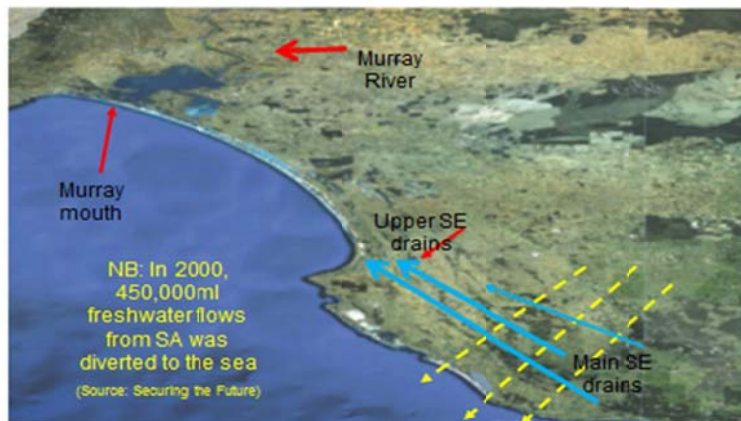 Murray
River
Murray
mouth
Upper SE
drains
NB: In 2000,
450,000ml
freshwater flows
from SA was
diverted to the sea
(Source: Securing the Future)
Main SE
drains